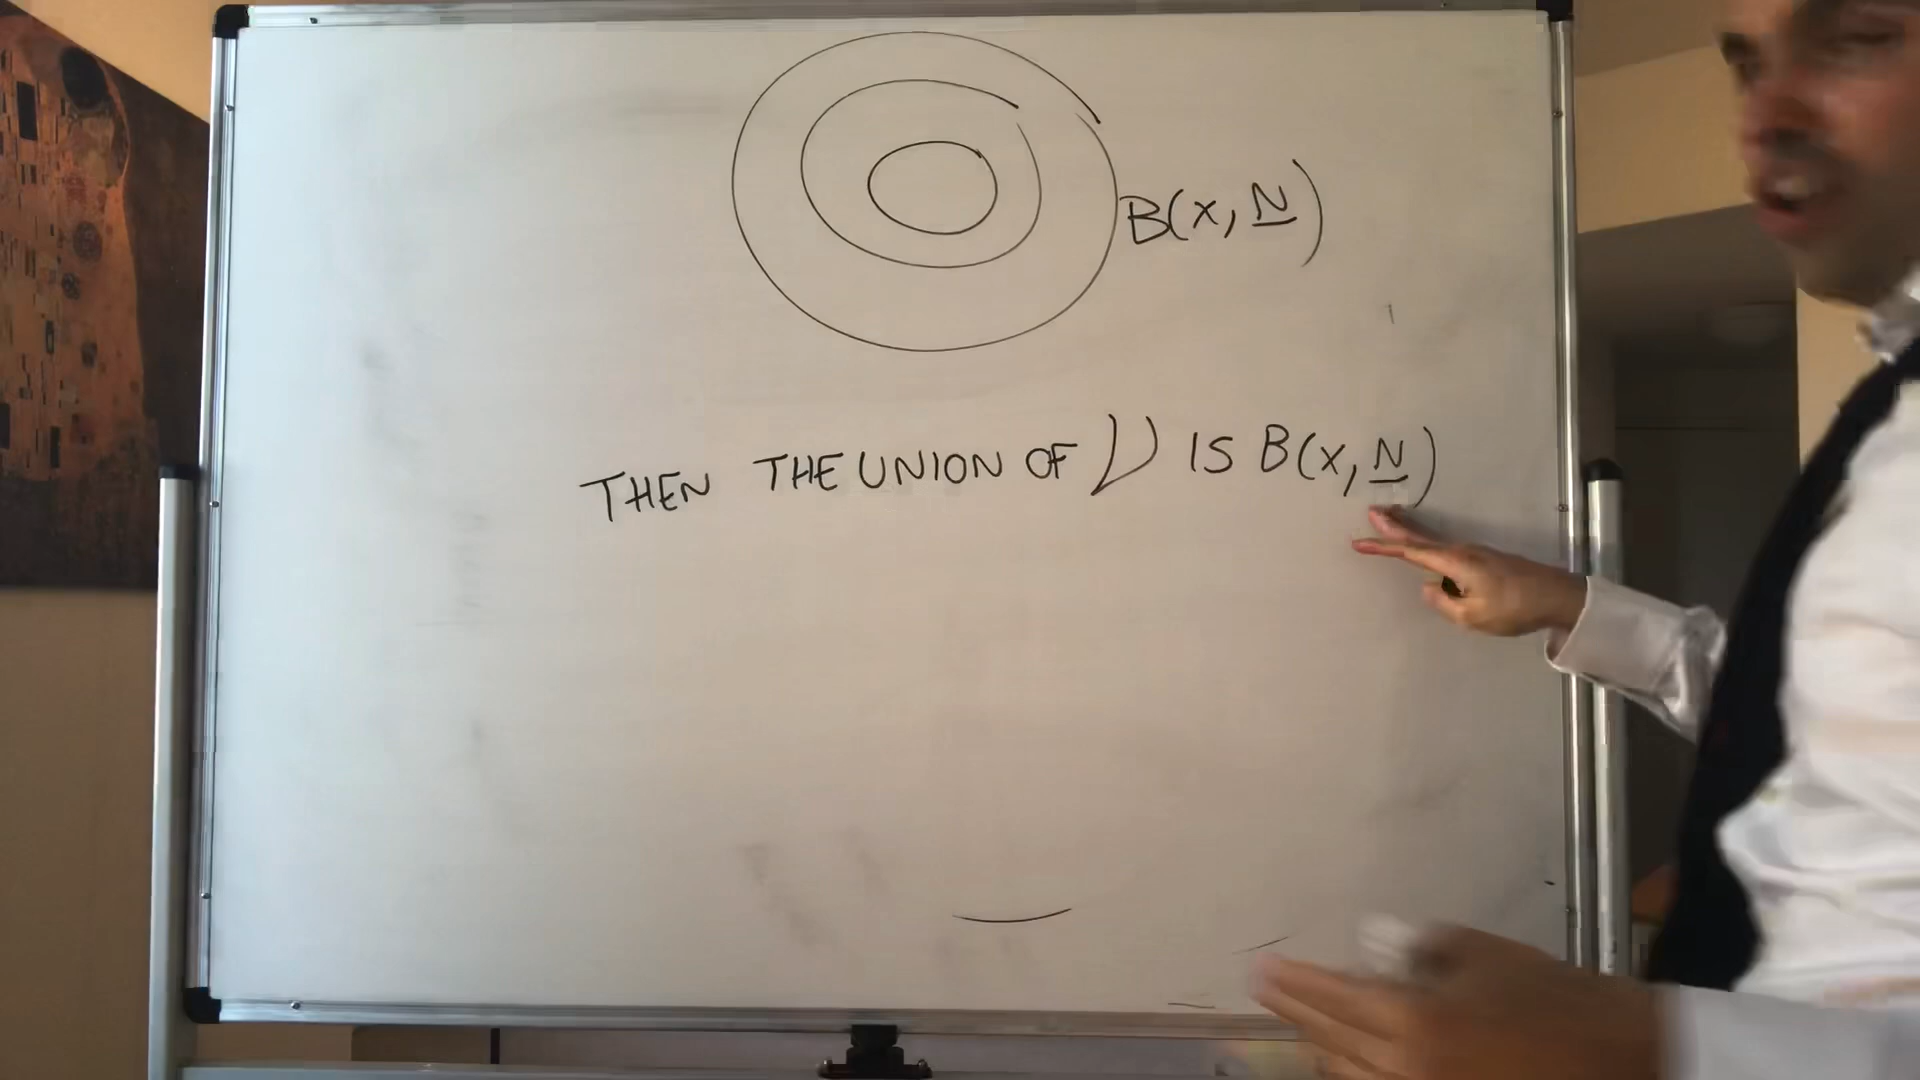 B(x, N)
THEN THE UNION OF V IS B(x, N)